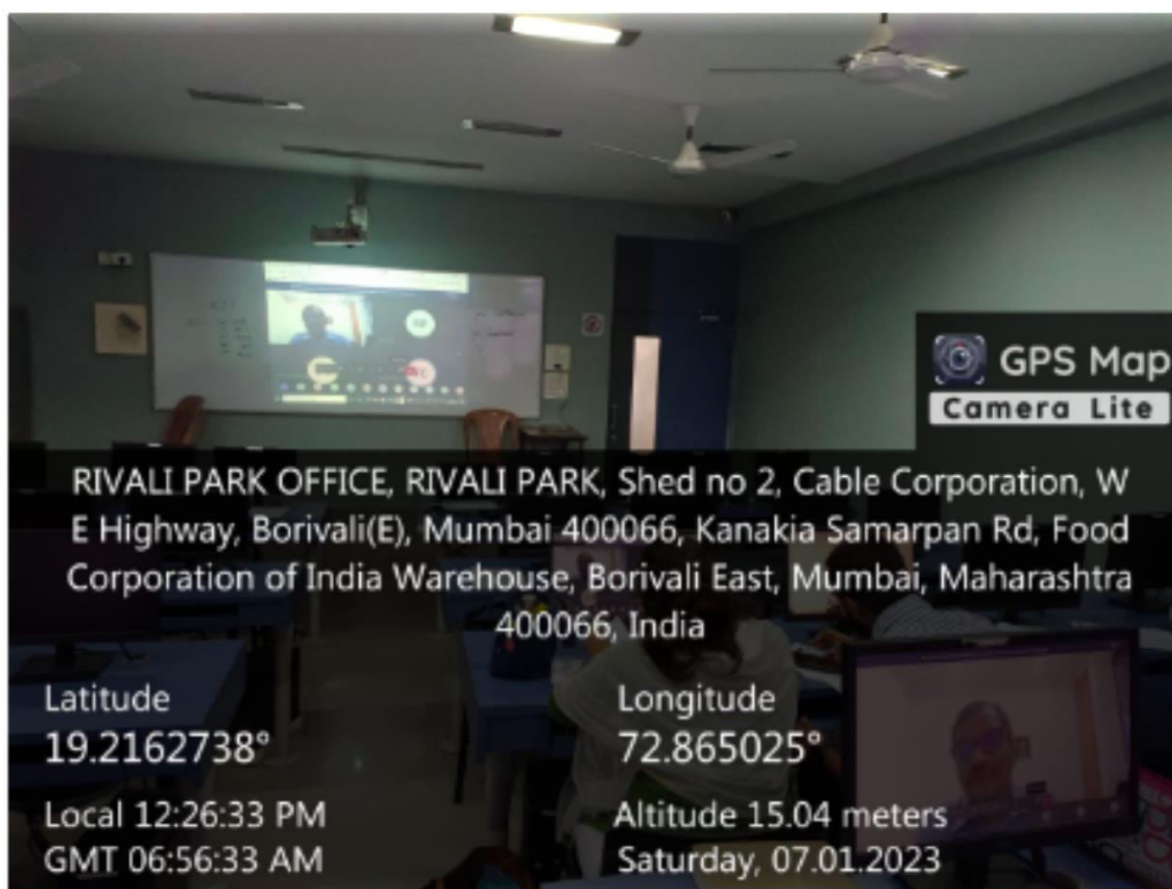 GPS Map
Camera Lite
RIVALI PARK OFFICE, RIVALI PARK, Shed no 2, Cable Corporation, W
E Highway, Borivali(E), Mumbai 400066, Kanakia Samarpan Rd, Food
Corporation of India Warehouse, Borivali East, Mumbai, Maharashtra
400066, India
Latitude
19.2162738°
Longitude
72.865025°
Local 12:26:33 PM
GMT 06:56:33 AM
Altitude 15.04 meters
Saturday, 07.01.2023